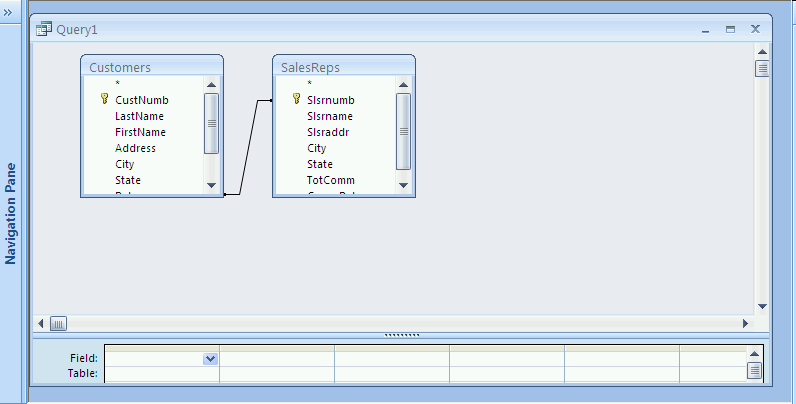 Query1
Customers
*
CustNumb
LastName
FirstName
Address
City
State
SalesReps
*
Slsrnumb
Slsrname
Slsraddr
City
State
TotComm
Navigation Pane
Field:
Table: